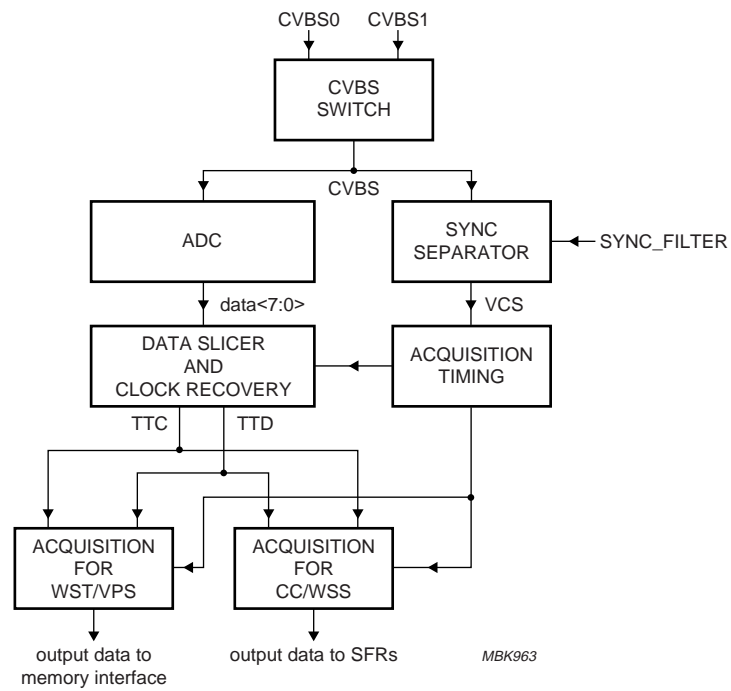 CVBS0 CVBS1
CVBS
SWITCH
CVBS
ADC
SYNC
SEPARATOR
SYNC_FILTER
data<7:0>
VCS
DATA SLICER
AND
CLOCK RECOVERY
ACQUISITION
TIMING
TTC TTD
ACQUISITION
FOR
WST/VPS
ACQUISITION
FOR
CC/WSS
output data to
memory interface
output data to SFRs
MBK963